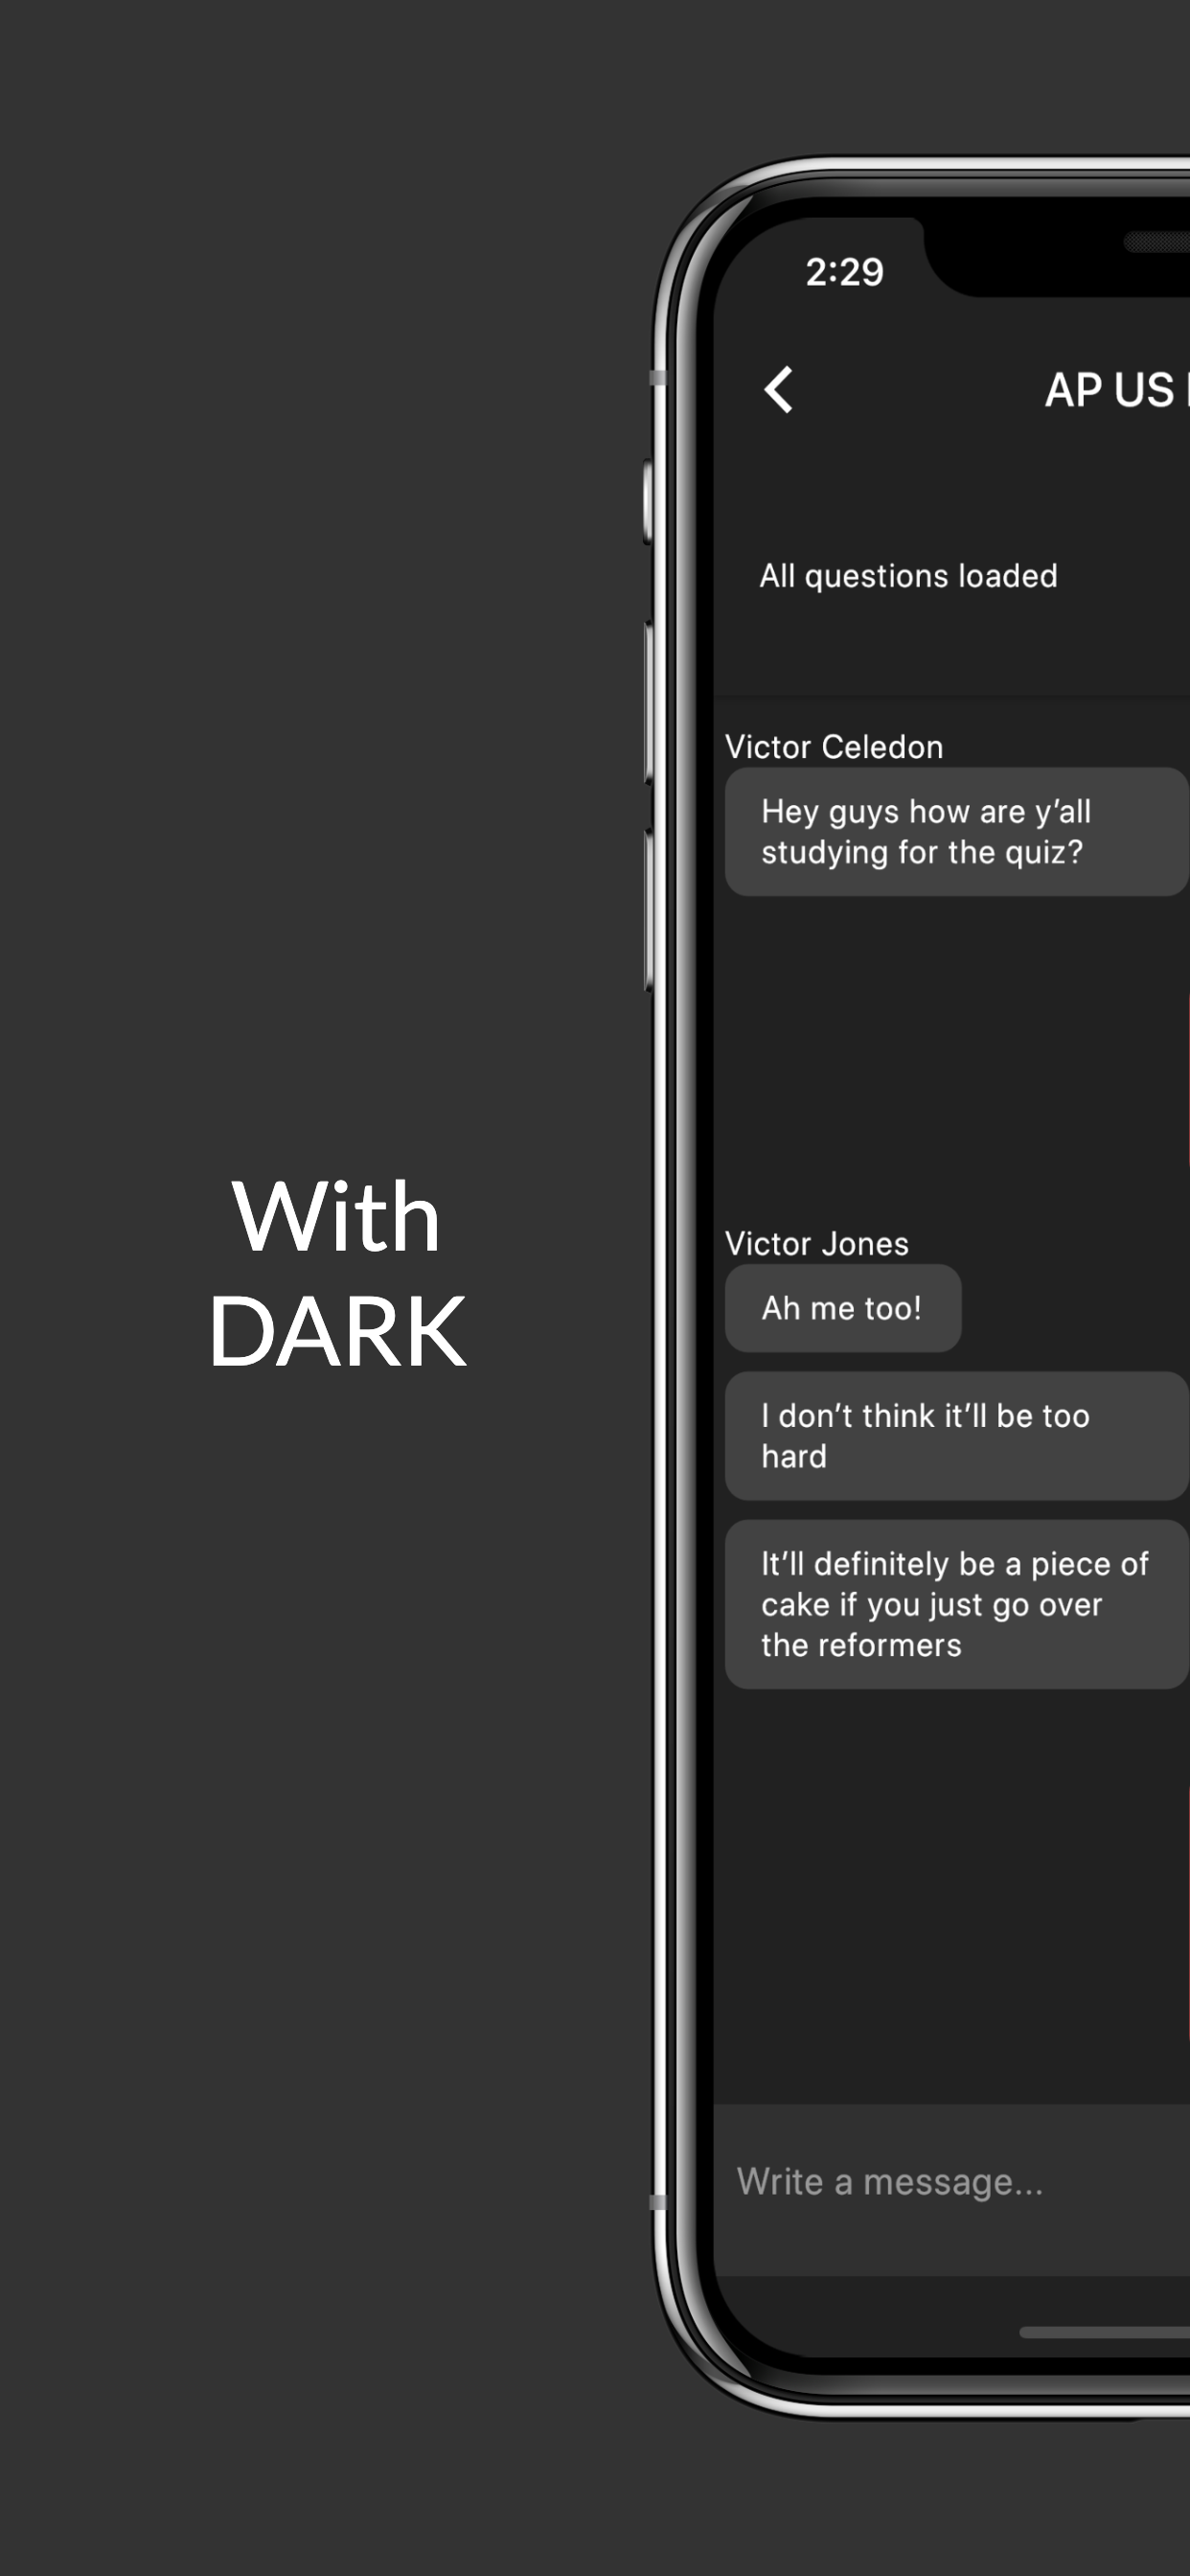 With
DARK
2:29
AP US
All questions loaded
Victor Celedon
Hey guys how are y’all
studying for the quiz?
Victor Jones
Ah me too!
I don’t think it’ll be too
hard
It’ll definitely be a piece of
cake if you just go over
the reformers
Write a message...